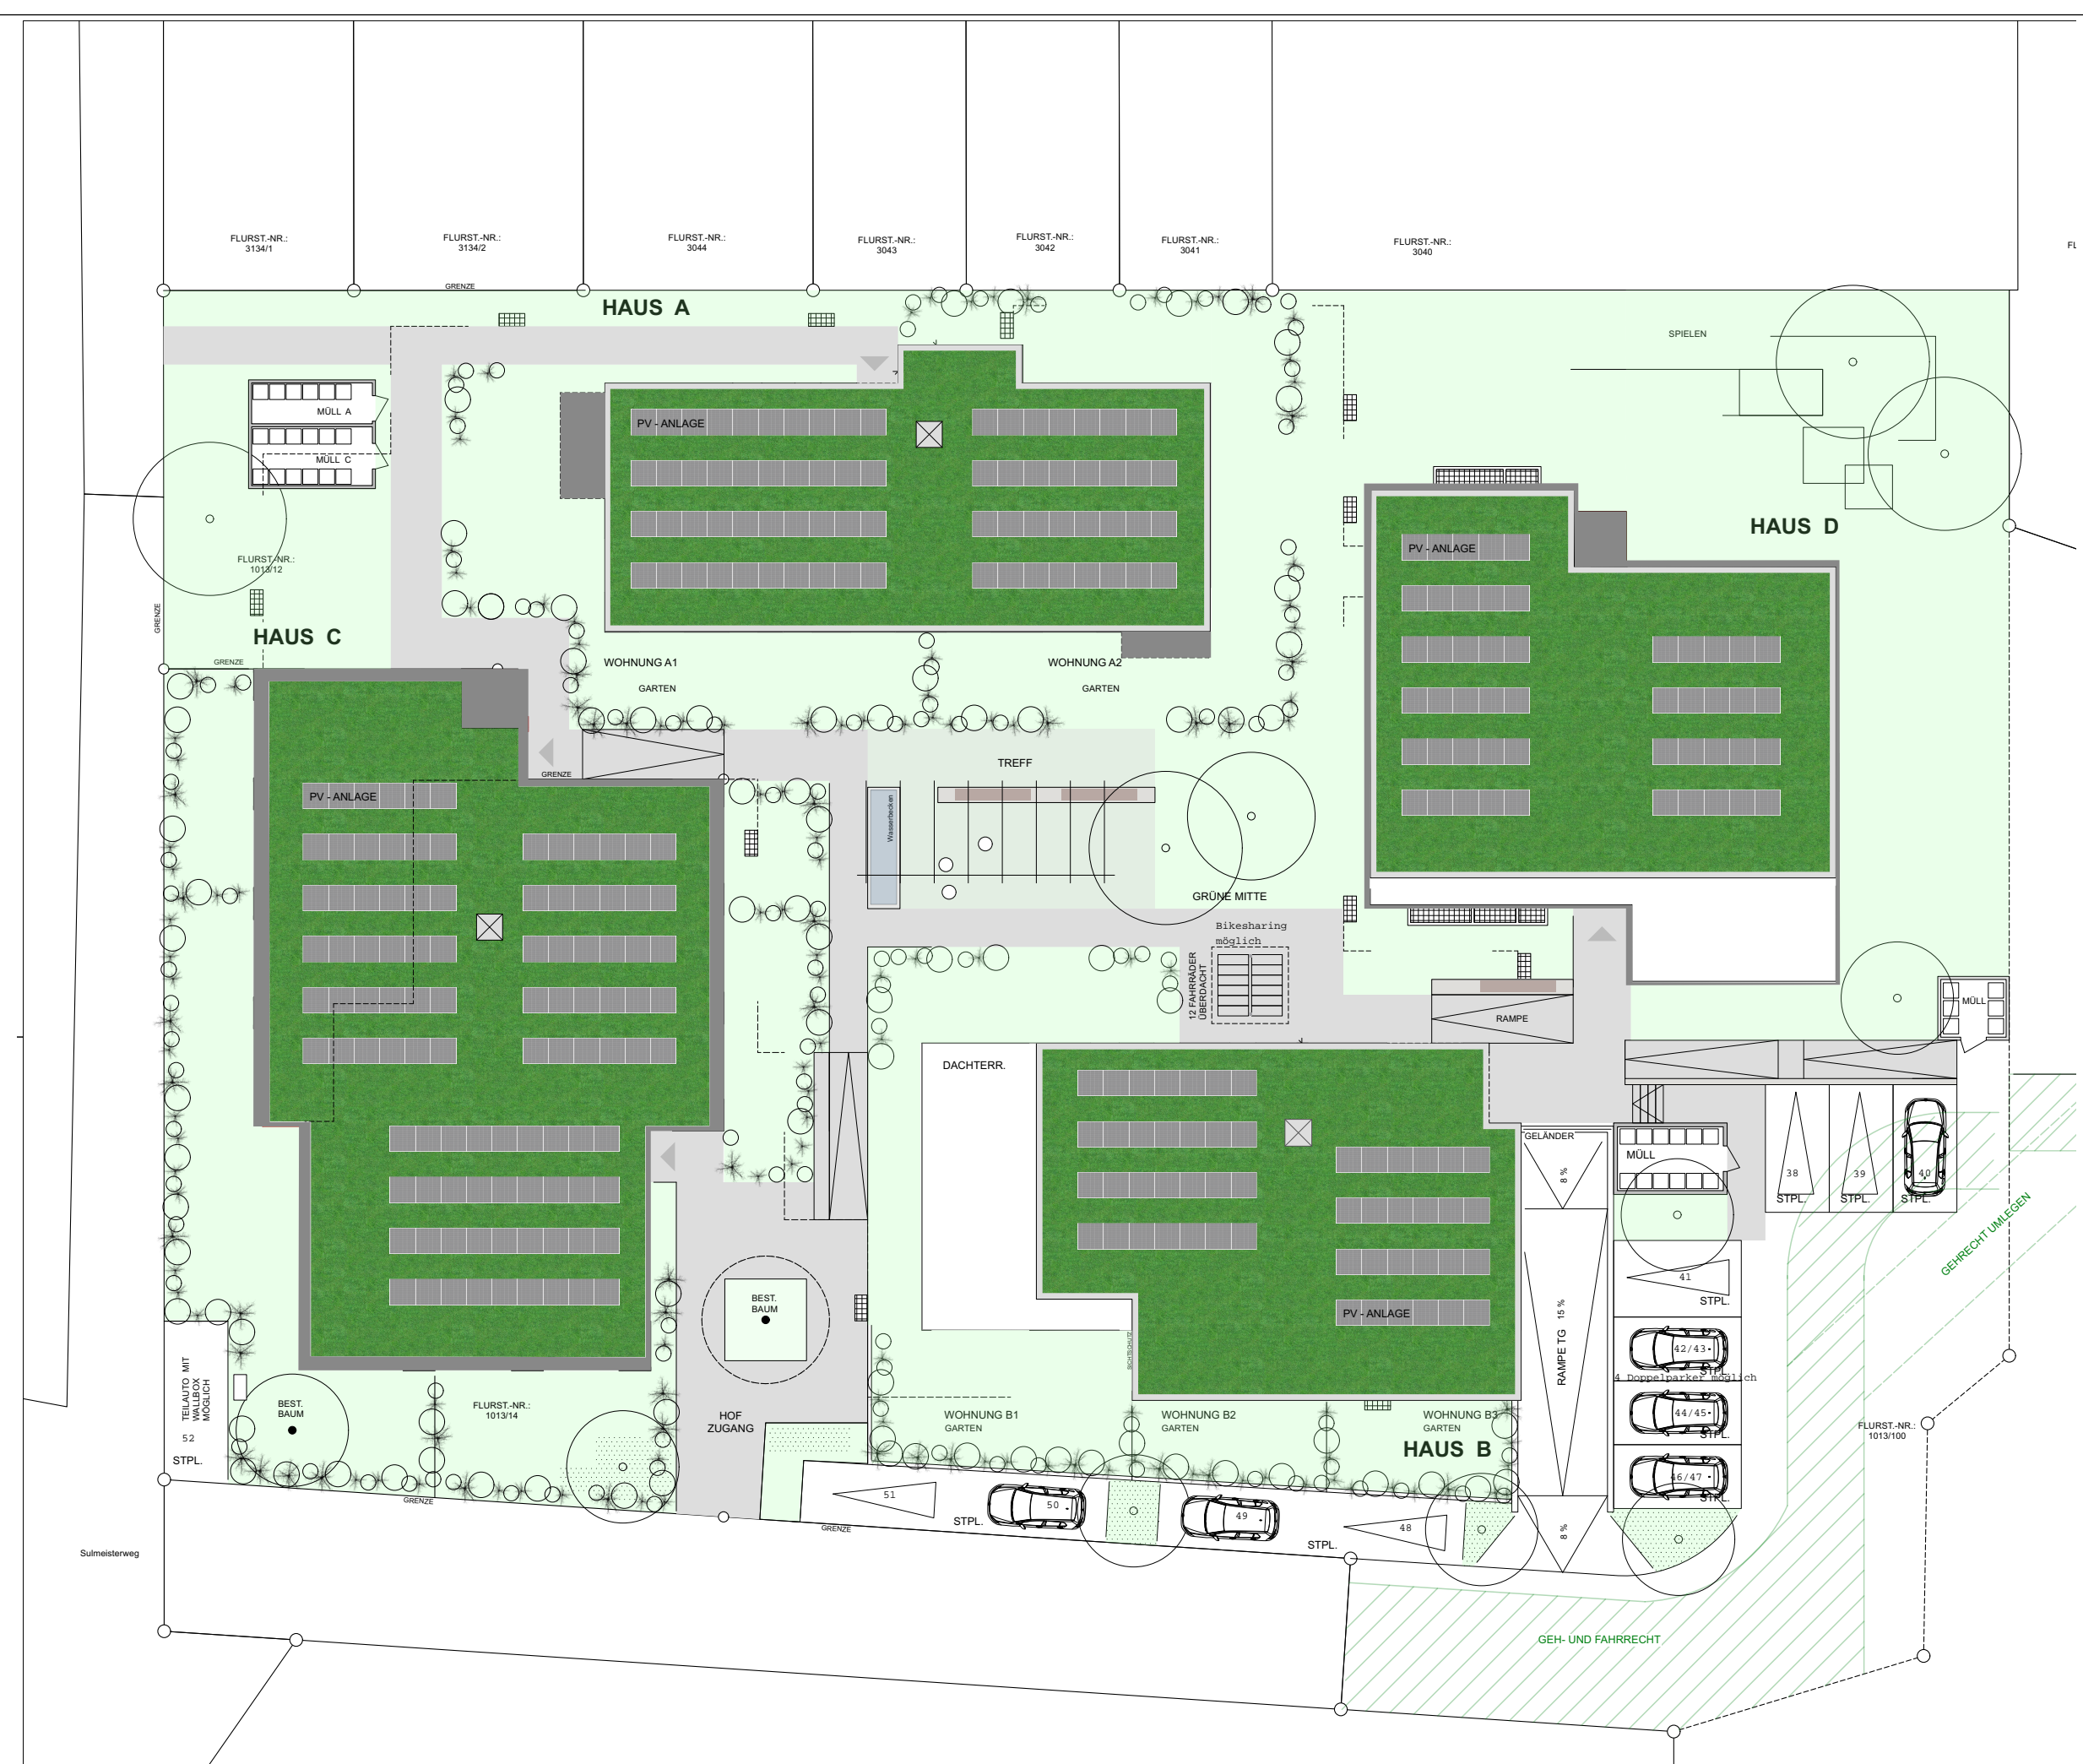 FLURST.-NR.:
3134/1
FLURST.-NR.:
3134/2
FLURST.-NR.:
3044
FLURST.-NR.:
3043
FLURST.-NR.:
3042
FLURST.-NR.:
3041
FLURST.-NR.:
3040
FL
GRENZE
HAUS A
SPIELEN
MÜLL A
MÜLL C
PV - ANLAGE
HAUS D
PV - ANLAGE
FLURST.-NR.:
1013/12
GRENZE
HAUS C
GRENZE
WOHNUNG A1
GARTEN
WOHNUNG A2
GARTEN
TREFF
GRENZE
PV - ANLAGE
Wasserbecken
GRÜNE MITTE
Bikesharing
möglich
12 FAHRRÄDER
ÜBERDACHT
RAMPE
MÜLL
DACHTERR.
GELÄNDER
8 %
MÜLL
38
STPL.
39
STPL.
40
STPL.
GEHRECHT UMLEGEN
41
STPL.
BEST.
BAUM
PV - ANLAGE
SICHTSCHUTZ
RAMPE TG 15 %
42/43
STPL.
4 Doppelparker möglich
44/45
STPL.
46/47
STPL.
TEILAUTO MIT
WALLBOX
MÖGLICH
52
STPL.
BEST.
BAUM
FLURST.-NR.:
1013/14
HOF
ZUGANG
WOHNUNG B1
GARTEN
WOHNUNG B2
GARTEN
WOHNUNG B3
GARTEN
HAUS B
FLURST.-NR.:
1013/100
GRENZE
51
STPL.
50
49
STPL.
48
8 %
GRENZE
Sulmeisterweg
GEH- UND FAHRRECHT